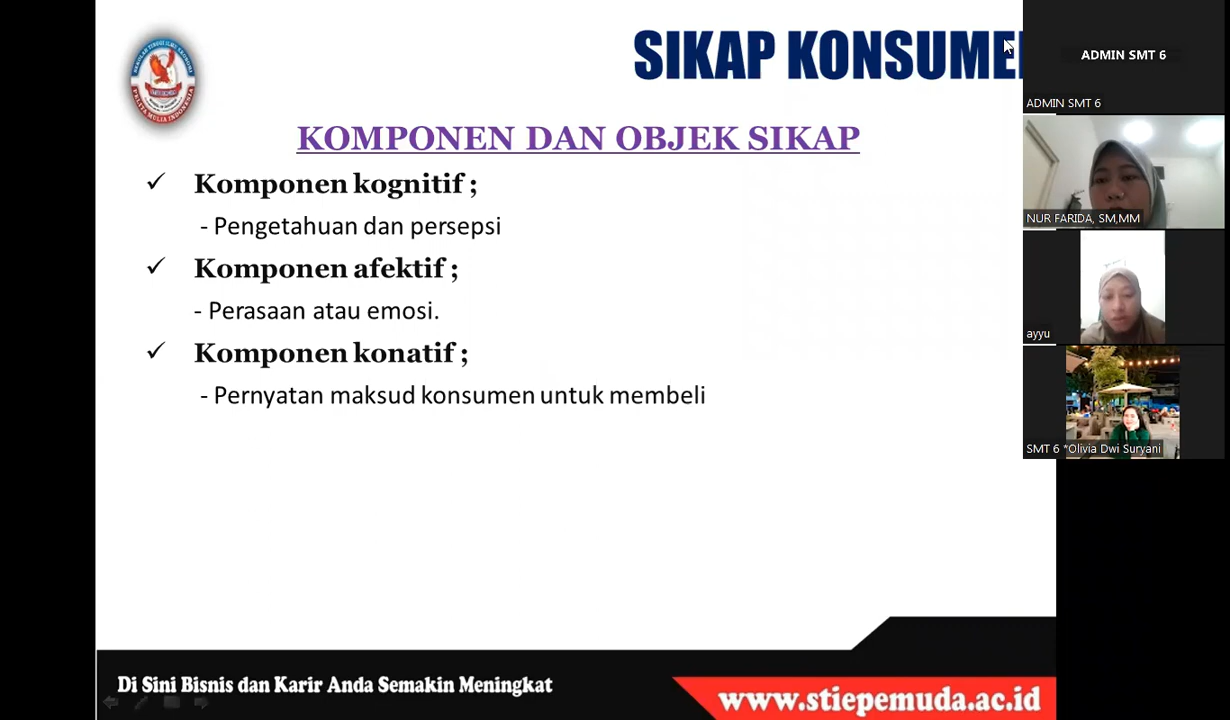 SIKAP KONSUME
ADMIN SMT 6
ADMIN SMT 6
KOMPONEN DAN OBJEK SIKAP
✓ Komponen kognitif ;
- Pengetahuan dan persepsi
✓ Komponen afektif ;
- Perasaan atau emosi.
✓ Komponen konatif ;
- Pernyatan maksud konsumen untuk membeli
NUR FARIDA, SM,MM
ayyu
SMT 6 *Olivia Dwi Suryani
Di Sini Bisnis dan Karir Anda Semakin Meningkat
www.stiepemuda.ac.id